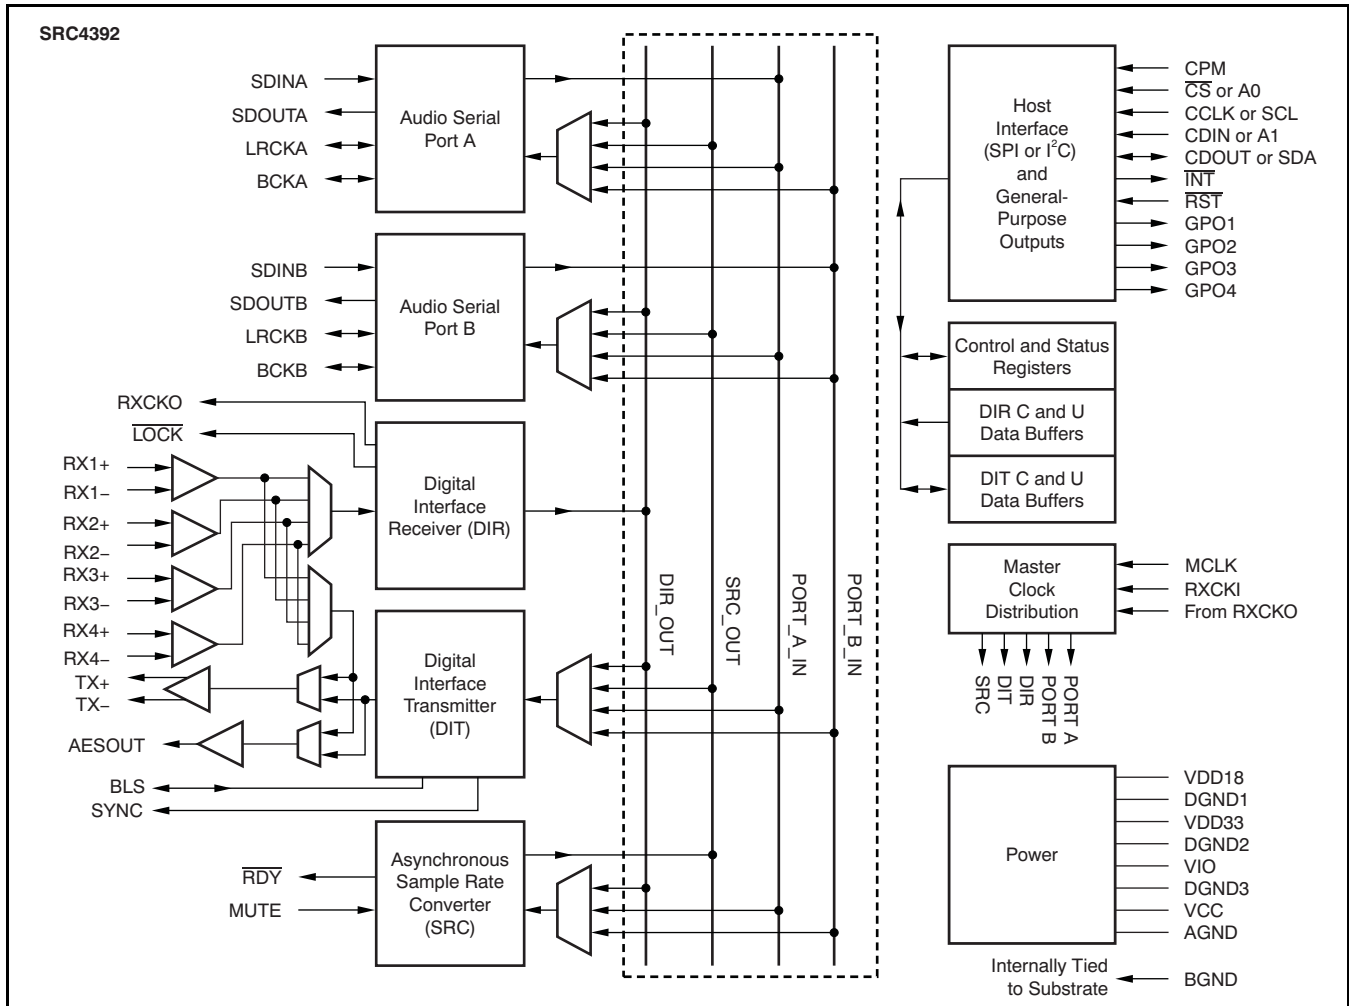 SRC4392
SDINA
SDOUTA
LRCKA
BCKA
Audio Serial
Port A
SDINB
SDOUTB
LRCKB
BCKB
Audio Serial
Port B
RXCKO
LOCK
RX1+
RX1–
RX2+
RX2–
RX3+
RX3–
RX4+
RX4–
TX+
TX–
AESOUT
BLS
SYNC
Digital
Interface
Receiver (DIR)
Digital
Interface
Transmitter
(DIT)
RDY
MUTE
Asynchronous
Sample Rate
Converter
(SRC)
DIR_OUT
SRC_OUT
PORT_A_IN
PORT_B_IN
Host
Interface
(SPI or I²C)
and
General-
Purpose
Outputs
CPM
CS or A0
CCLK or SCL
CDIN or A1
CDOUT or SDA
INT
RST
GPO1
GPO2
GPO3
GPO4
Control and Status
Registers
DIR C and U
Data Buffers
DIT C and U
Data Buffers
Master
Clock
Distribution
MCLK
RXCKI
From RXCKO
SRC
DIT
DIR
PORT B
PORT A
Power
VDD18
DGND1
VDD33
DGND2
VIO
DGND3
VCC
AGND
Internally Tied
to Substrate
BGND